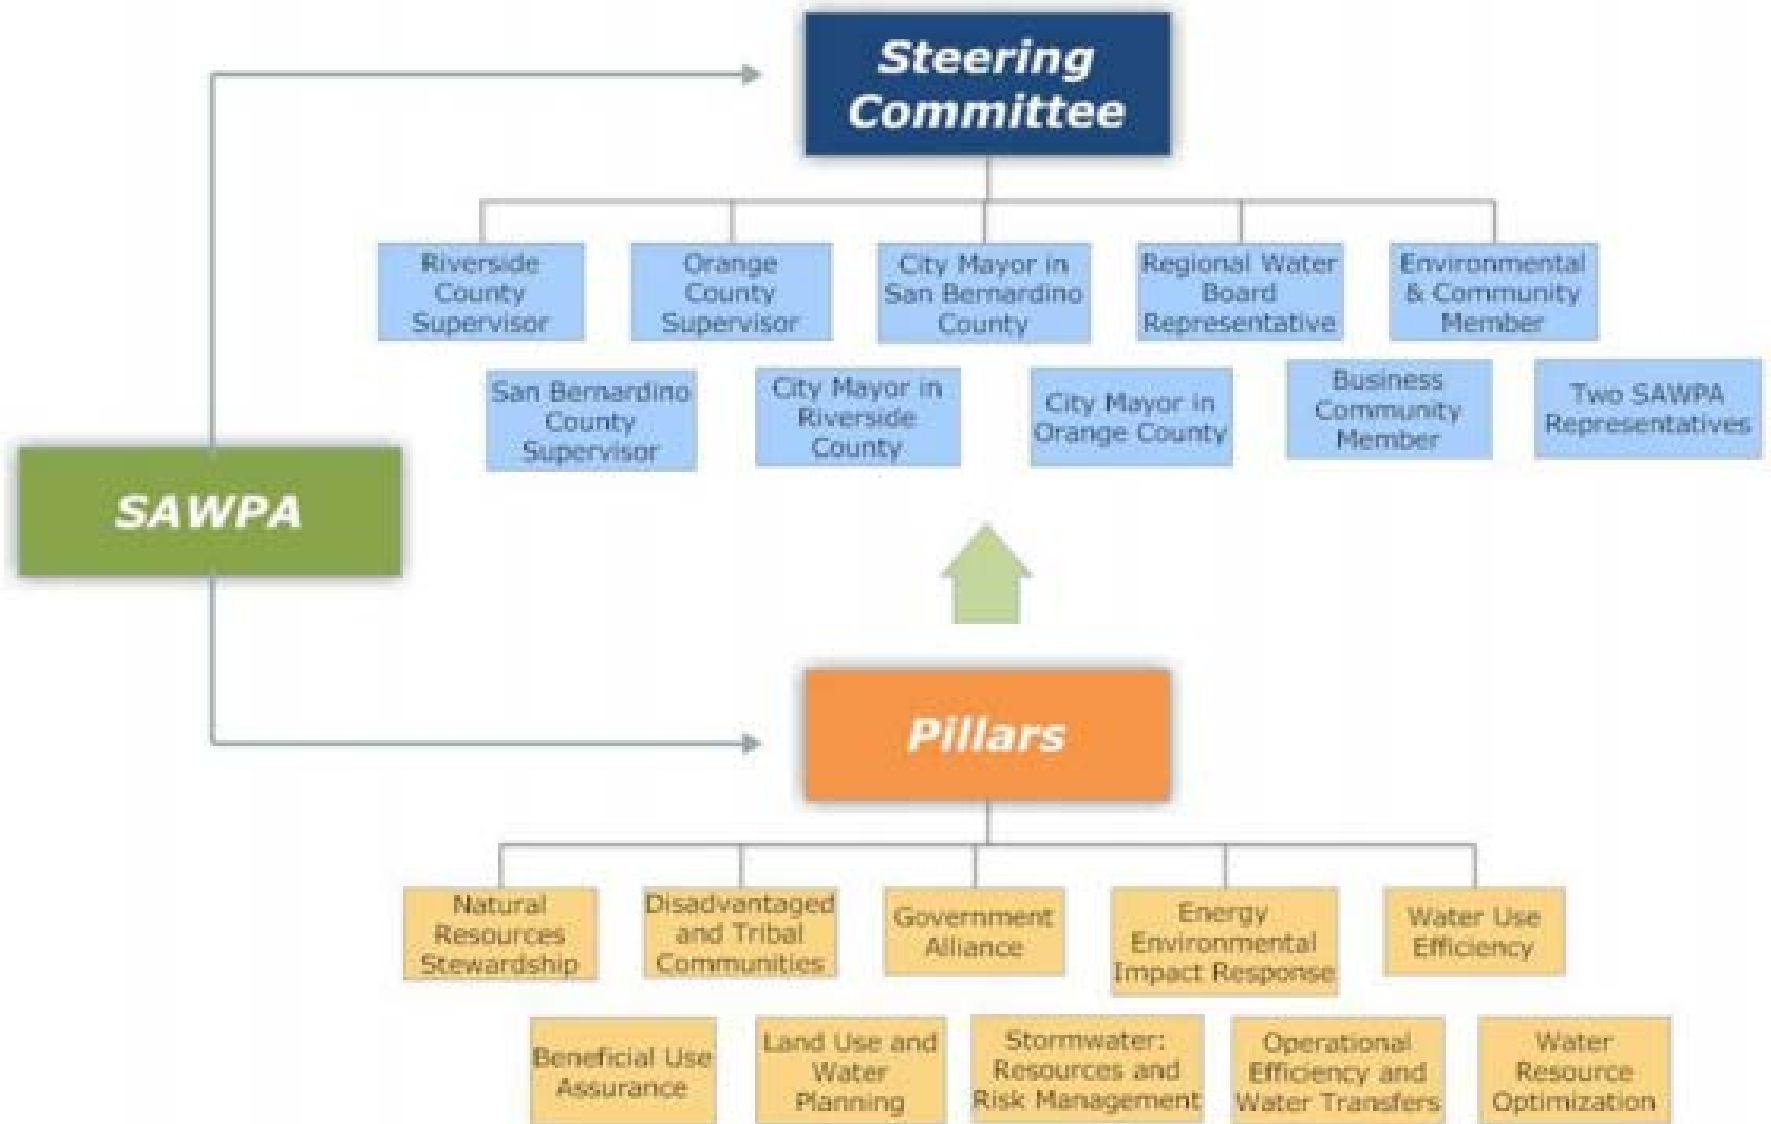 Steering
Committee
Riverside
County
Supervisor
Orange
County
Supervisor
City Mayor in
San Bernardino
County
Regional Water
Board
Representative
Environmental
& Community
Member
San Bernardino
County
Supervisor
City Mayor in
Riverside
County
City Mayor in
Orange County
Business
Community
Member
Two SAWPA
Representatives
SAWPA
Pillars
Natural
Resources
Stewardship
Disadvantaged
and Tribal
Communities
Government
Alliance
Energy
Environmental
Impact Response
Water Use
Efficiency
Beneficial Use
Assurance
Land Use and
Water
Planning
Stormwater:
Resources and
Risk Management
Operational
Efficiency and
Water Transfers
Water
Resource
Optimization